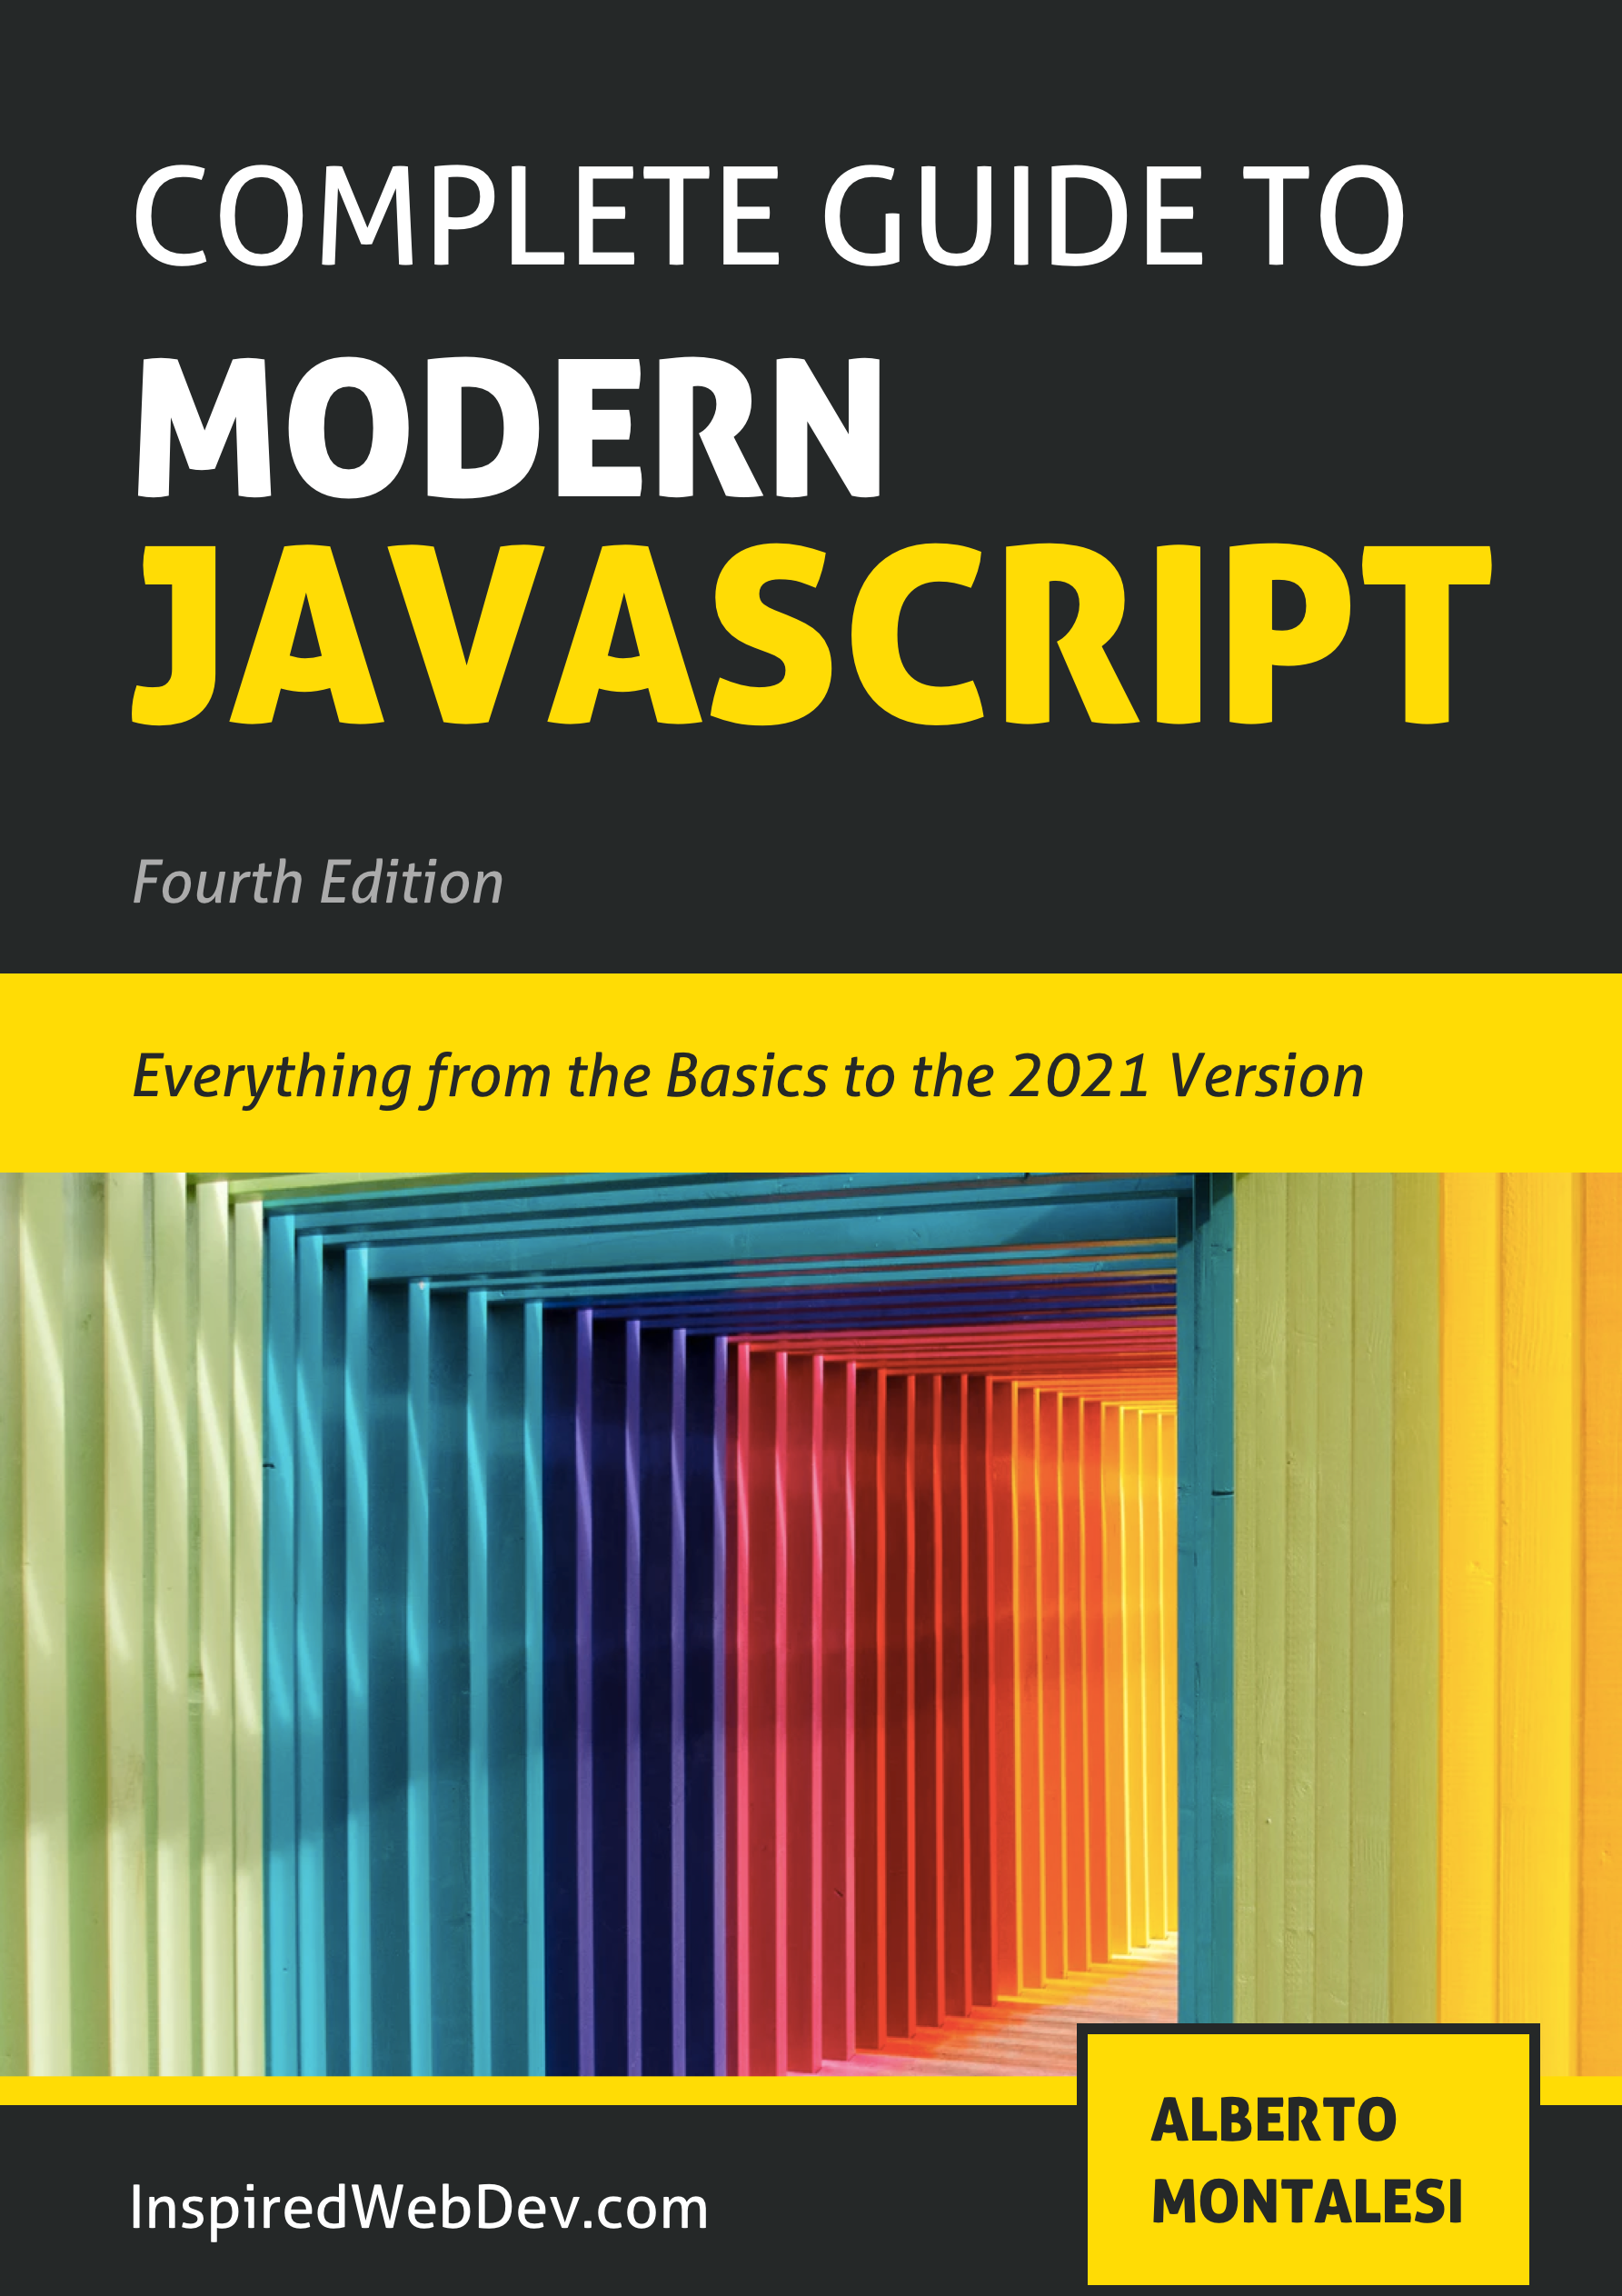 COMPLETE GUIDE TO
MODERN
JAVASCRIPT
Fourth Edition
Everything from the Basics to the 2021 Version
ALBERTO
MONTALESI
InspiredWebDev.com